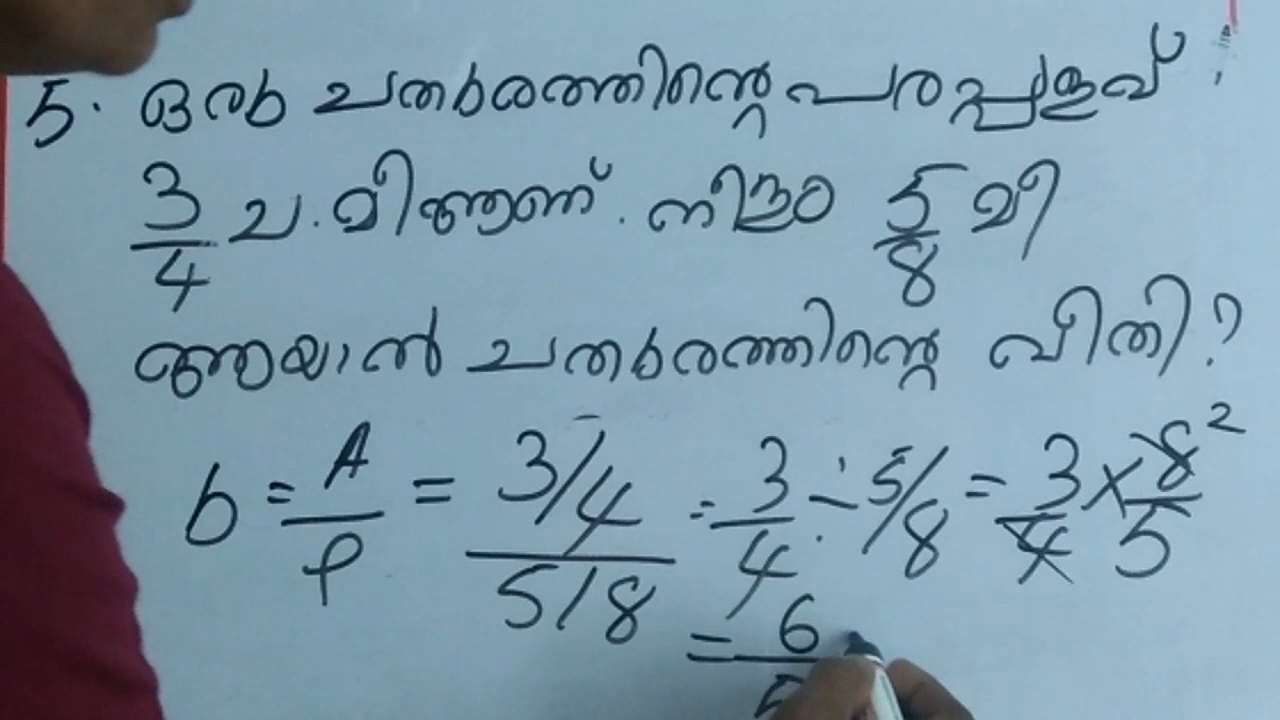 5. ഒരു ചതുരത്തിന്റെ പരപ്പളവ്
3/4 ച.മീ ആണ്. നീളം 5/8 മീ
ആയാൽ ചതുരത്തിന്റെ വീതി?
b = A/l = 3/4 / 5/8 = 3/4 ÷ 5/8 = 3/4 × 8/5 2
= 6/5